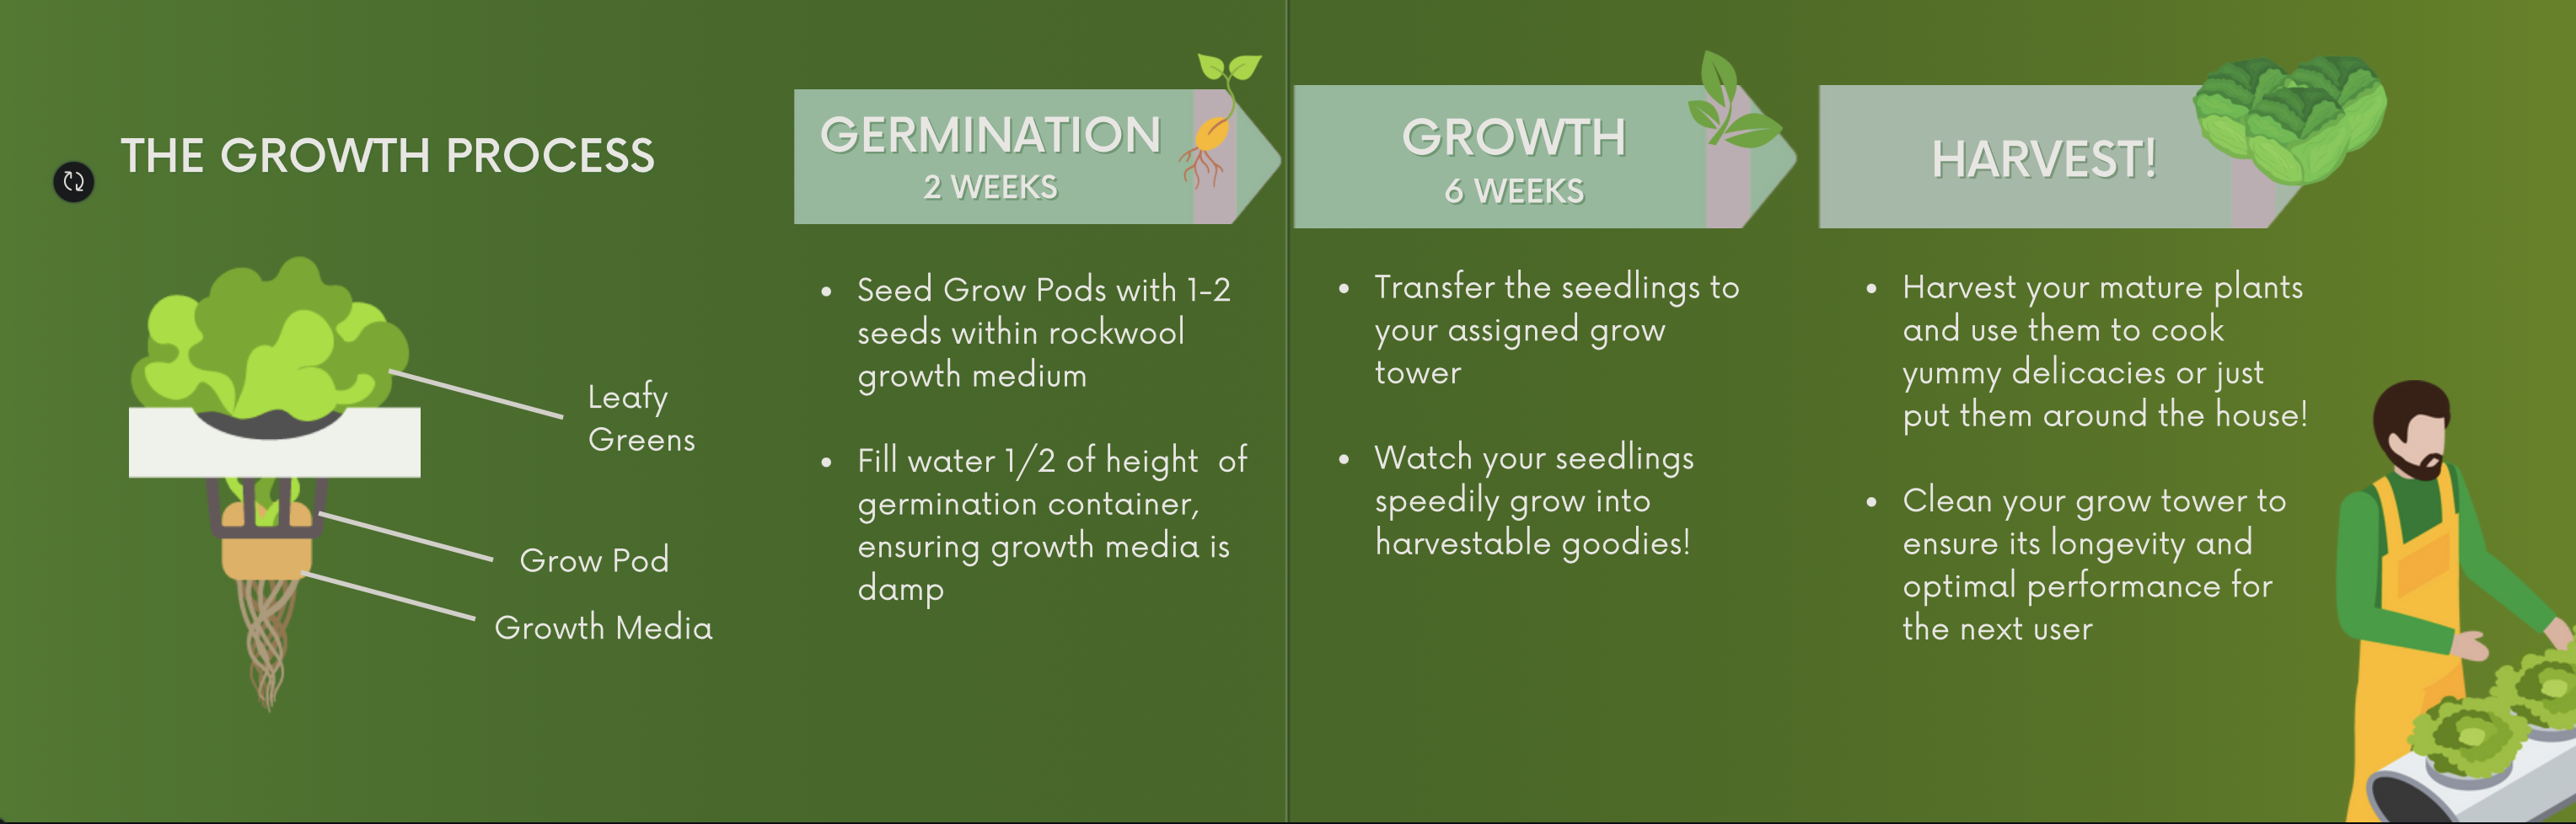 THE GROWTH PROCESS
Leafy
Greens
Grow Pod
Growth Media
GERMINATION
2 WEEKS
• Seed Grow Pods with 1-2
seeds within rockwool
growth medium
• Fill water 1/2 of height  of
germination container,
ensuring growth media is
damp
GROWTH
6 WEEKS
• Transfer the seedlings to
your assigned grow
tower
• Watch your seedlings
speedily grow into
harvestable goodies!
HARVEST!
• Harvest your mature plants
and use them to cook
yummy delicacies or just
put them around the house!
• Clean your grow tower to
ensure its longevity and
optimal performance for
the next user